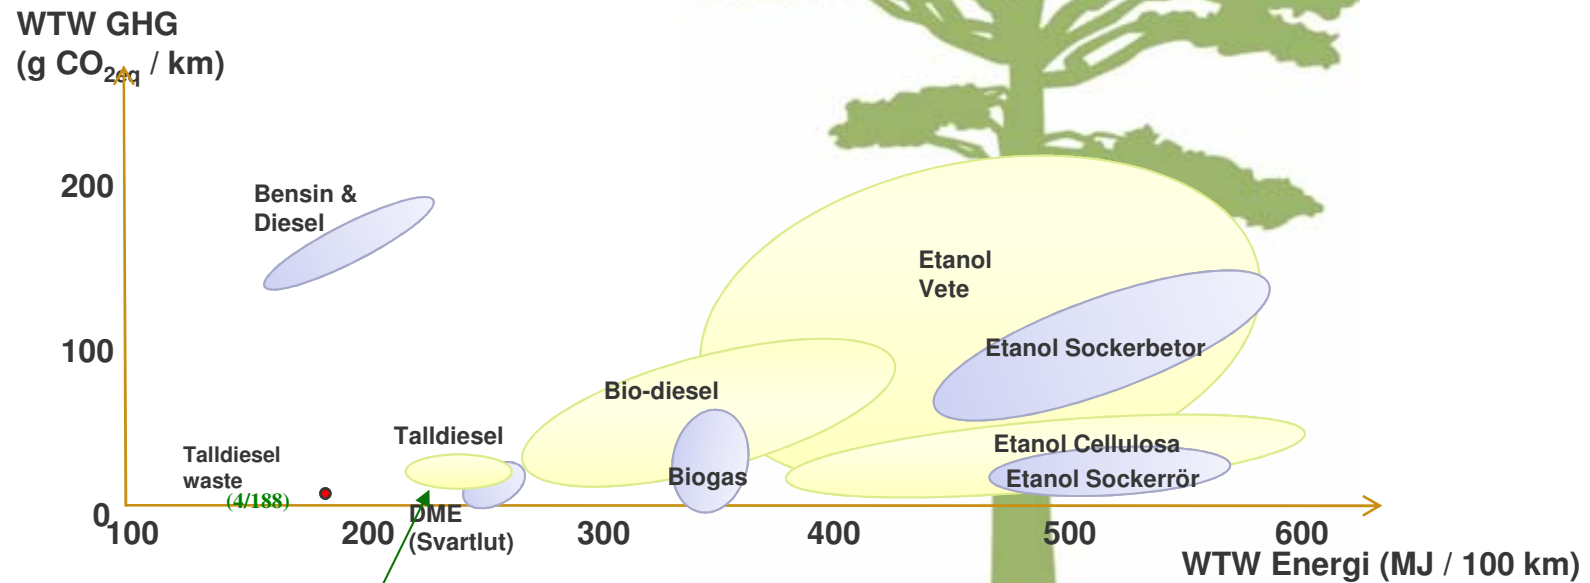 WTW GHG
(g CO2eq / km)
200
Bensin &
Diesel
Etanol
Vete
100
Etanol Sockerbetor
Bio-diesel
Talldiesel
Etanol Cellulosa
Talldiesel
waste
(4/188)
Biogas
Etanol Sockerrör
0
DME
(Svartlut)
100 200 300 400 500 600
WTW Energi (MJ / 100 km)